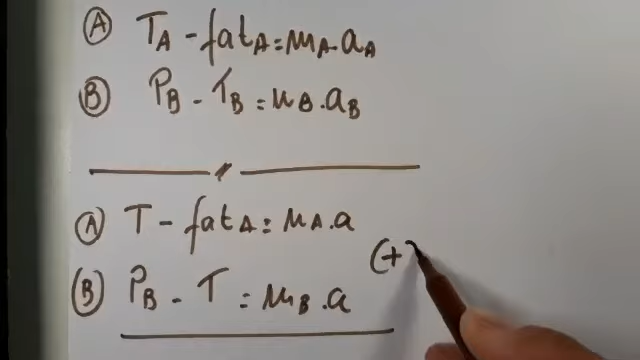 Ⓐ T_A - fat_A = m_A . a_A
Ⓑ P_B - T_B = m_B . a_B
Ⓐ T - fat_A = m_A . a
Ⓑ P_B - T = m_B . a
(+